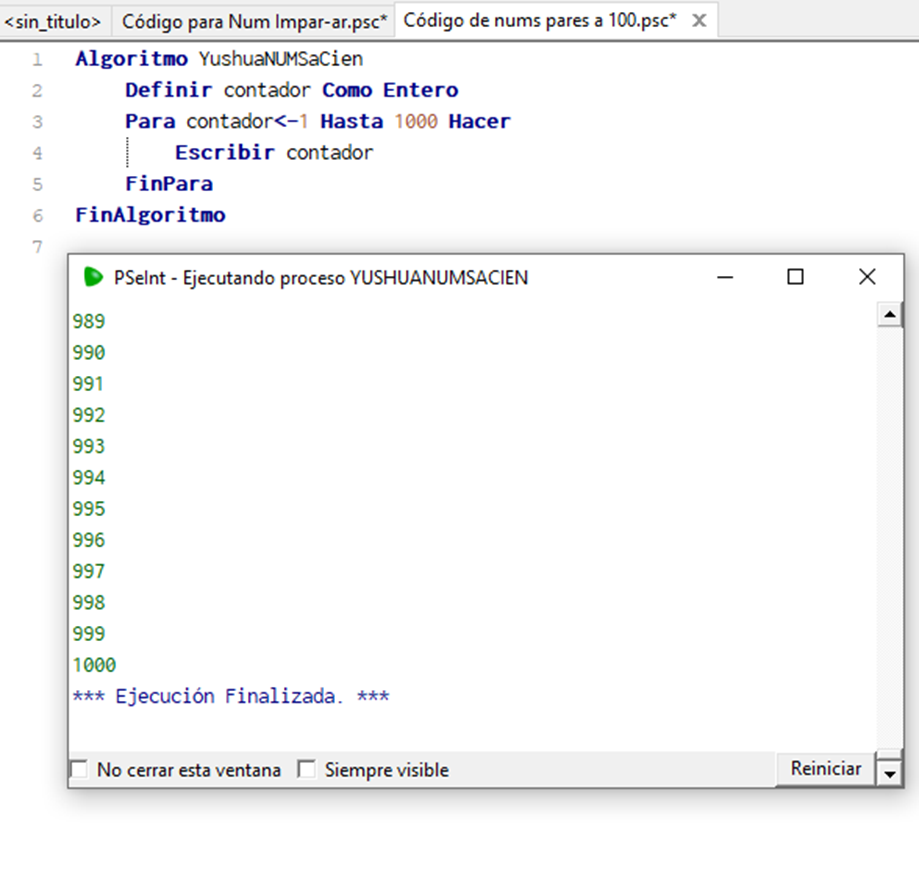 <sin_titulo> Código para Num Impar-ar.psc* Código de nums pares a 100.psc*
1 Algoritmo YushuaNUMSaCien
2 Definir contador Como Entero
3 Para contador<-1 Hasta 1000 Hacer
4 Escribir contador
5 FinPara
6 FinAlgoritmo
7
PSeInt - Ejecutando proceso YUSHUANUMSACIEN
989
990
991
992
993
994
995
996
997
998
999
1000
*** Ejecución Finalizada. ***
No cerrar esta ventana Siempre visible Reiniciar